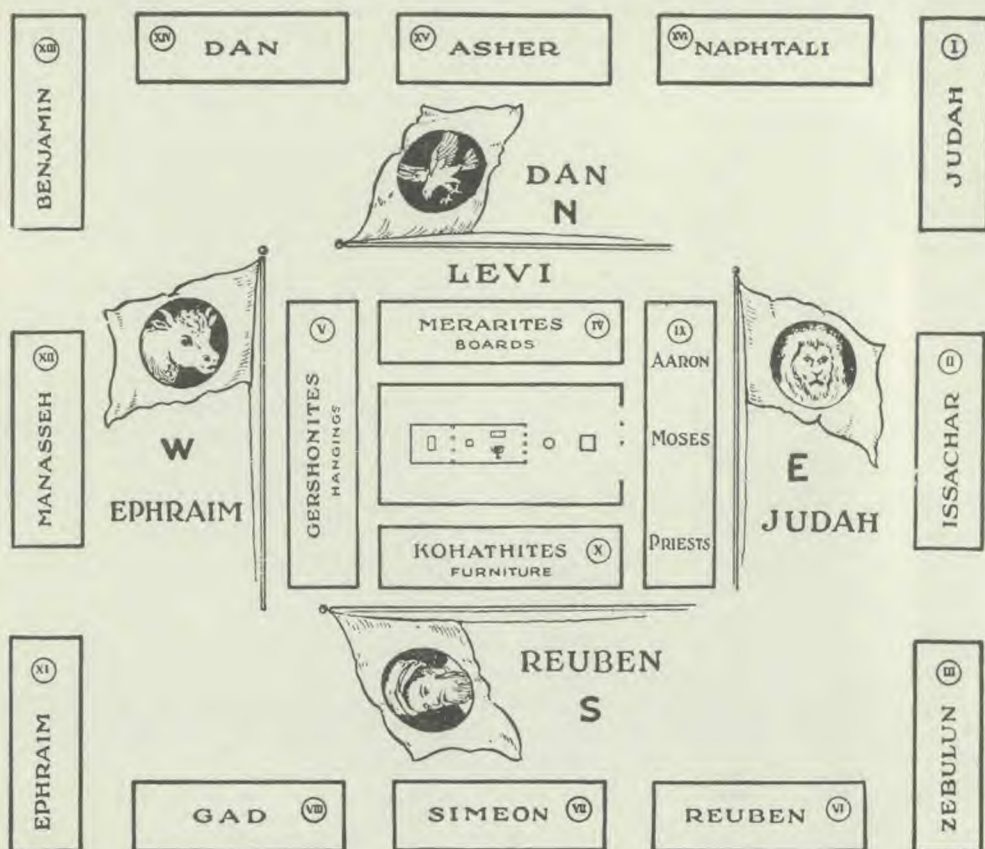 XIII
BENJAMIN
XIV
DAN
XV
ASHER
XVI
NAPHTALI
I
JUDAH
DAN
N
LEVI
V
GERSHONITES
HANGINGS
MERARITES
BOARDS
IV
IX
AARON
MOSES
PRIESTS
KOHATHITES
FURNITURE
X
XII
MANASSEH
W
EPHRAIM
E
JUDAH
II
ISSACHAR
REUBEN
S
XI
EPHRAIM
GAD
VIII
SIMEON
VII
REUBEN
VI
III
ZEBULUN